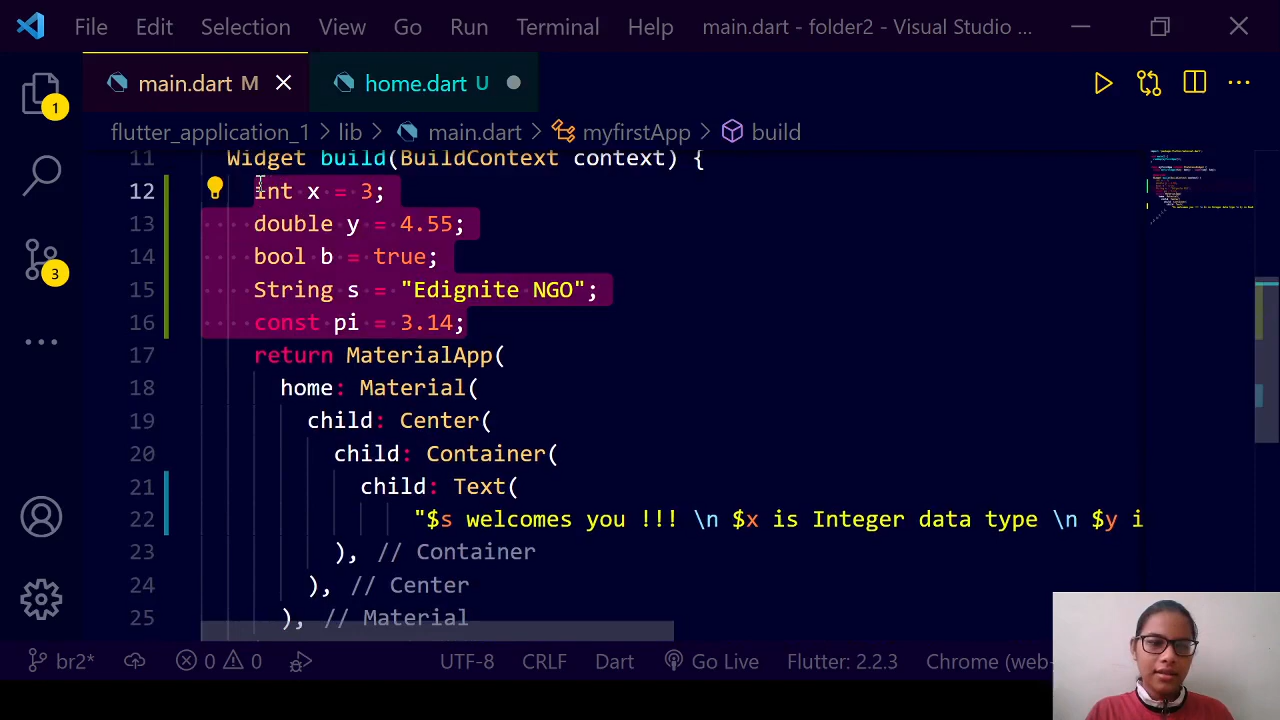 File Edit Selection View Go Run Terminal Help main.dart - folder2 - Visual Studio ...
main.dart M home.dart U
flutter_application_1 > lib > main.dart > myfirstApp > build
1
3
11 Widget build(BuildContext context) {
12 int x = 3;
13 double y = 4.55;
14 bool b = true;
15 String s = "Edignite NGO";
16 const pi = 3.14;
17 return MaterialApp(
18 home: Material(
19 child: Center(
20 child: Container(
21 child: Text(
22 "$s welcomes you !!! \n $x is Integer data type \n $y i
23 ), // Container
24 ), // Center
25 ), // Material
br2* 0 0 UTF-8 CRLF Dart Go Live Flutter: 2.2.3 Chrome (web-